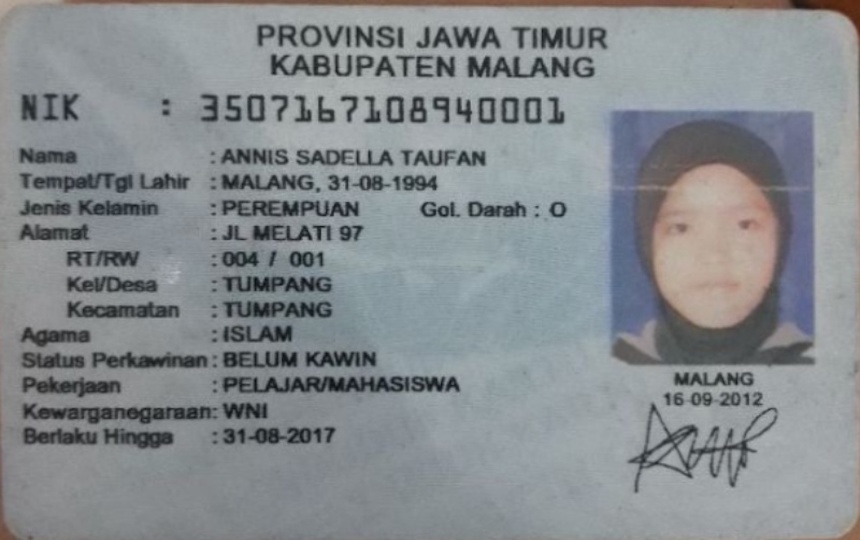 PROVINSI JAWA TIMUR
KABUPATEN MALANG
NIK : 3507167108940001
Nama : ANNIS SADELLA TAUFAN
Tempat/Tgl Lahir : MALANG, 31-08-1994
Jenis Kelamin : PEREMPUAN Gol. Darah : O
Alamat : JL MELATI 97
RT/RW : 004 / 001
Kel/Desa : TUMPANG
Kecamatan : TUMPANG
Agama : ISLAM
Status Perkawinan : BELUM KAWIN
Pekerjaan : PELAJAR/MAHASISWA
Kewarganegaraan : WNI
Berlaku Hingga : 31-08-2017
MALANG
16-09-2012